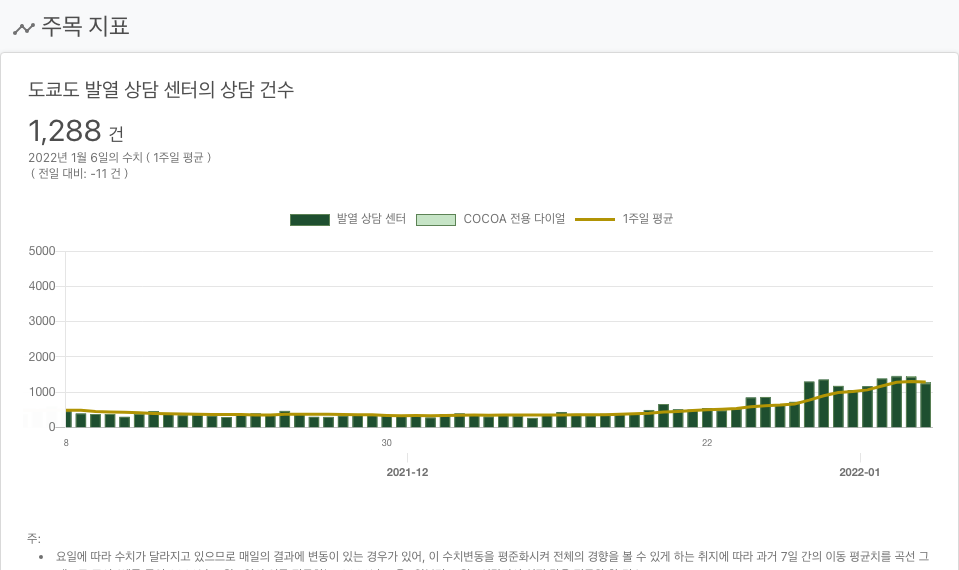 주목 지표
도쿄도 발열 상담 센터의 상담 건수
1,288 건
2022년 1월 6일의 수치 ( 1주일 평균 )
( 전일 대비: -11 건 )
발열 상담 센터 COCOA 전용 다이얼 1주일 평균
5000
4000
3000
2000
1000
0
8 30 22
2021-12 2022-01
주:
• 요일에 따라 수치가 달라지고 있으므로 매일의 결과에 변동이 있는 경우가 있어, 이 수치변동을 평준화시켜 전체의 경향을 볼 수 있게 하는 취지에 따라 과거 7일 간의 이동 평균치를 곡선 그